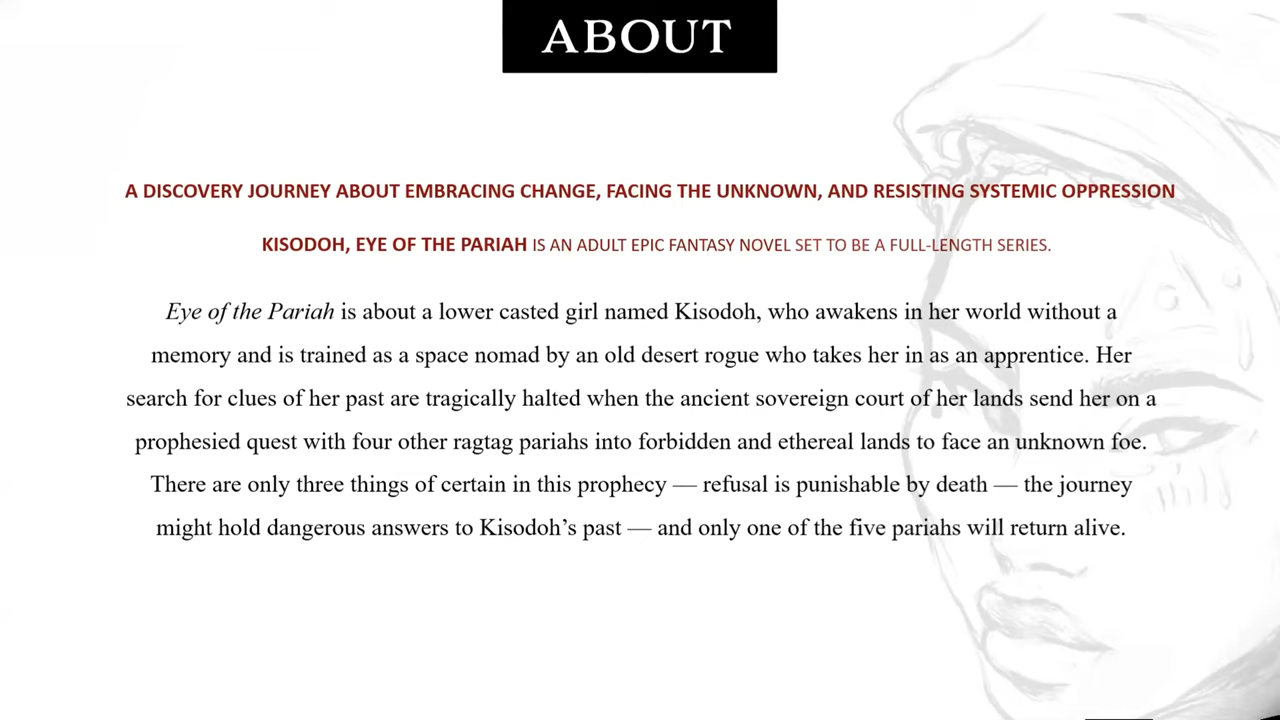 ABOUT
A DISCOVERY JOURNEY ABOUT EMBRACING CHANGE, FACING THE UNKNOWN, AND RESISTING SYSTEMIC OPPRESSION
KISODOH, EYE OF THE PARIAH IS AN ADULT EPIC FANTASY NOVEL SET TO BE A FULL-LENGTH SERIES.
Eye of the Pariah is about a lower casted girl named Kisodoh, who awakens in her world without a
memory and is trained as a space nomad by an old desert rogue who takes her in as an apprentice. Her
search for clues of her past are tragically halted when the ancient sovereign court of her lands send her on a
prophesied quest with four other ragtag pariahs into forbidden and ethereal lands to face an unknown foe.
There are only three things of certain in this prophecy — refusal is punishable by death — the journey
might hold dangerous answers to Kisodoh’s past — and only one of the five pariahs will return alive.